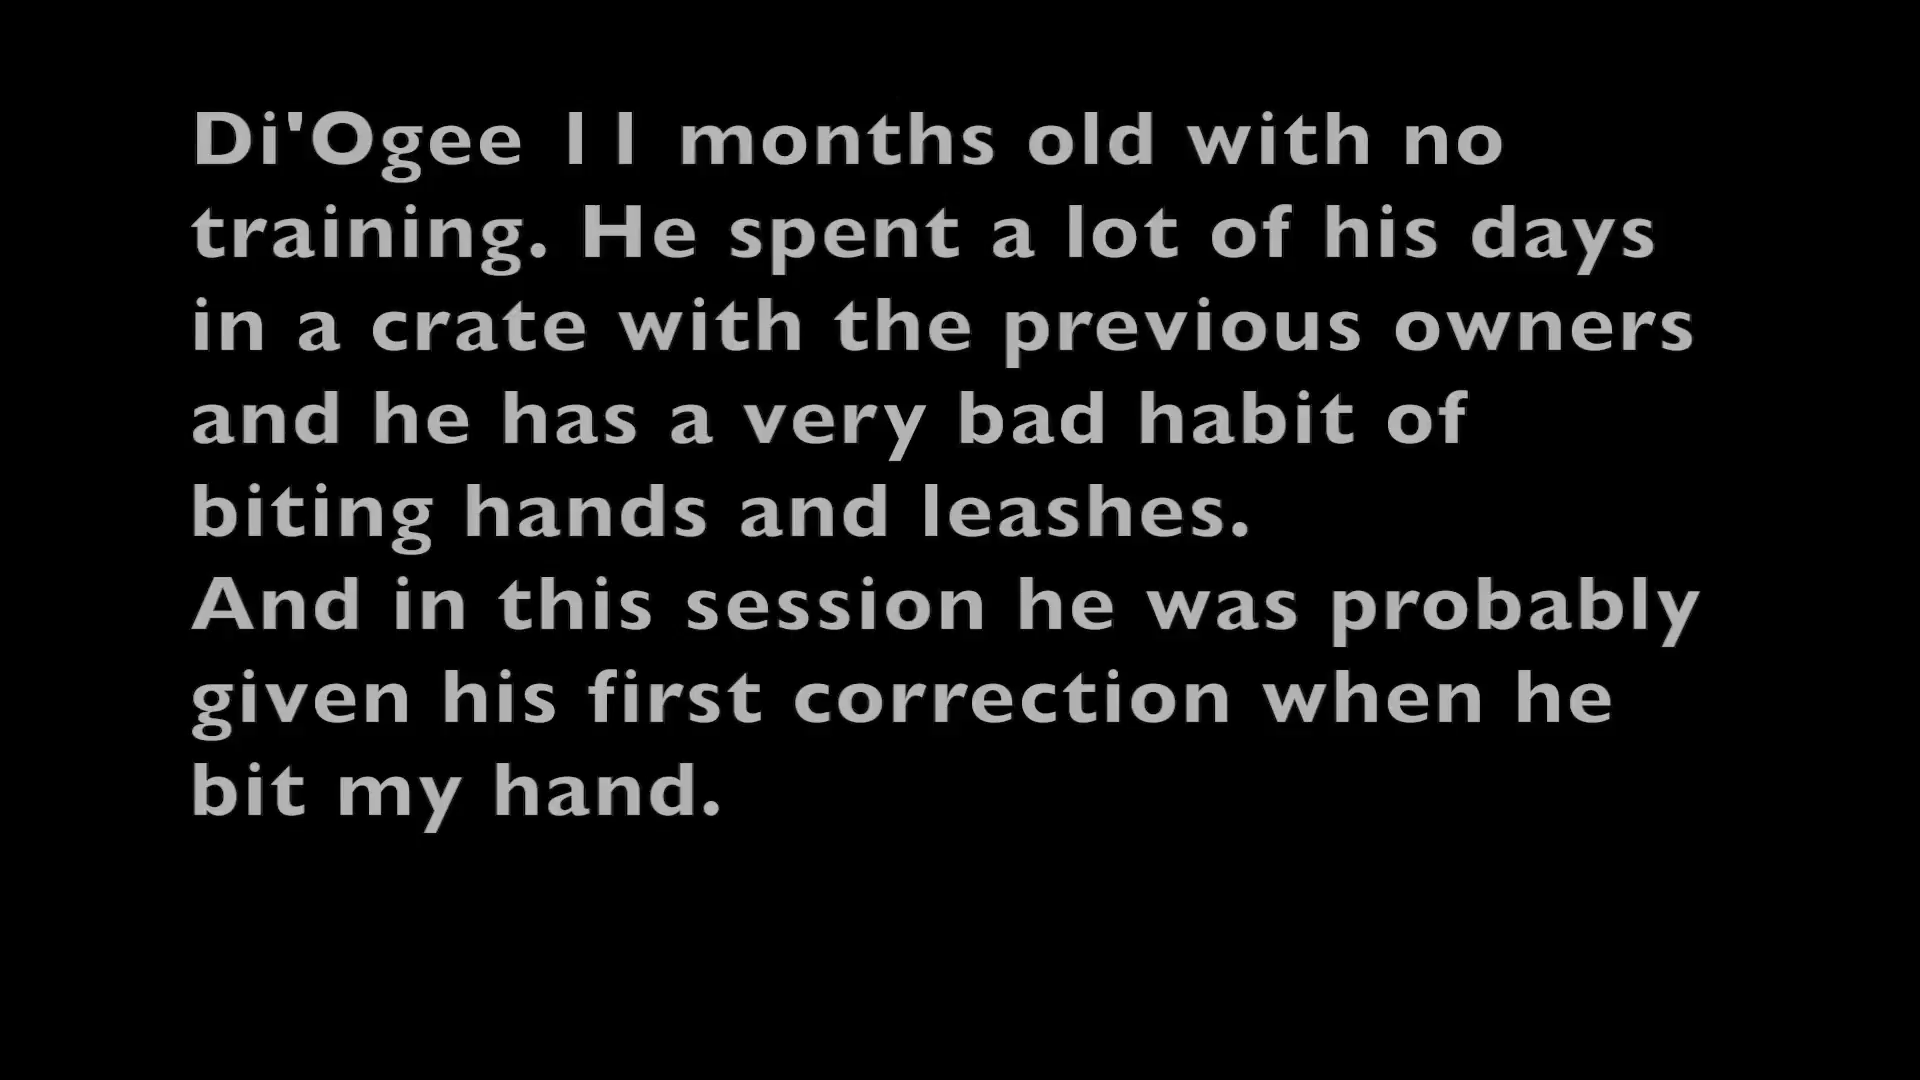 Di'Ogee 11 months old with no
training. He spent a lot of his days
in a crate with the previous owners
and he has a very bad habit of
biting hands and leashes.
And in this session he was probably
given his first correction when he
bit my hand.